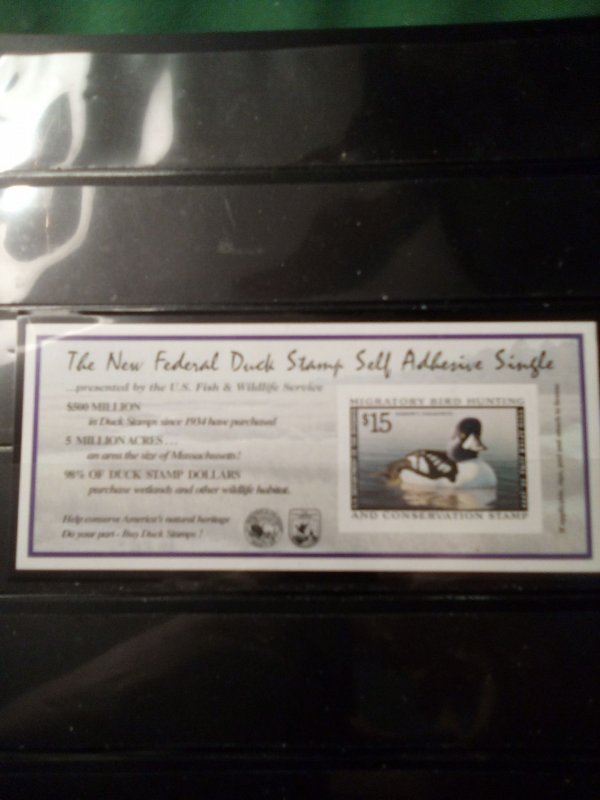 The New Federal Duck Stamp Self Adhesive Single
...presented by the U.S. Fish & Wildlife Service
$500 MILLION
in Duck Stamps since 1934 have purchased
5 MILLION ACRES...
an area the size of Massachusetts!
98% OF DUCK STAMP DOLLARS
purchase wetlands and other wildlife habitat.
Help conserve America's natural heritage
Do your part - Buy Duck Stamps!
MIGRATORY BIRD HUNTING
$15
AND CONSERVATION STAMP